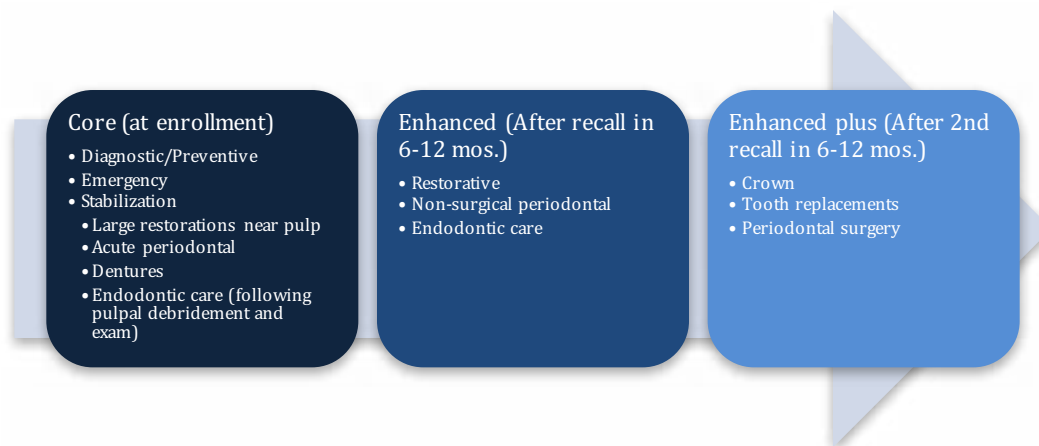 Core (at enrollment)
• Diagnostic/Preventive
• Emergency
• Stabilization
• Large restorations near pulp
• Acute periodontal
• Dentures
• Endodontic care (following
pulpal debridement and
exam)
Enhanced (After recall in
6-12 mos.)
• Restorative
• Non-surgical periodontal
• Endodontic care
Enhanced plus (After 2nd
recall in 6-12 mos.)
• Crown
• Tooth replacements
• Periodontal surgery